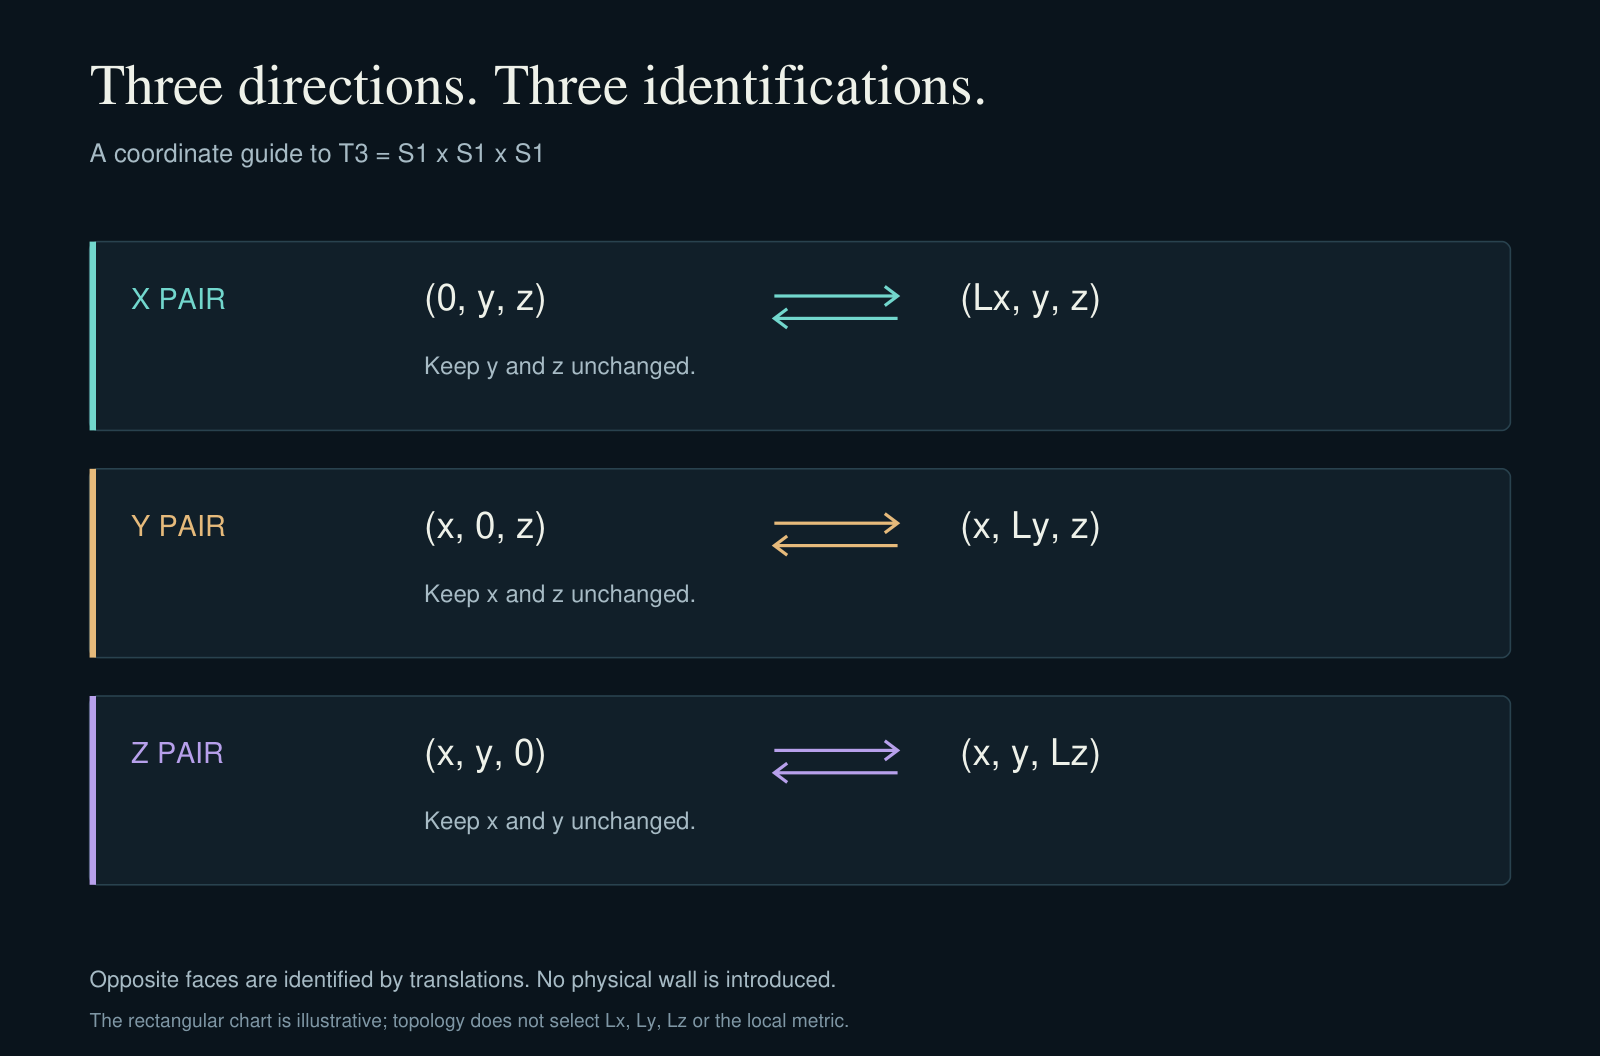 Three directions. Three identifications.
A coordinate guide to T3 = S1 x S1 x S1
X PAIR
(0, y, z)
(Lx, y, z)
Keep y and z unchanged.
Y PAIR
(x, 0, z)
(x, Ly, z)
Keep x and z unchanged.
Z PAIR
(x, y, 0)
(x, y, Lz)
Keep x and y unchanged.
Opposite faces are identified by translations. No physical wall is introduced.
The rectangular chart is illustrative; topology does not select Lx, Ly, Lz or the local metric.